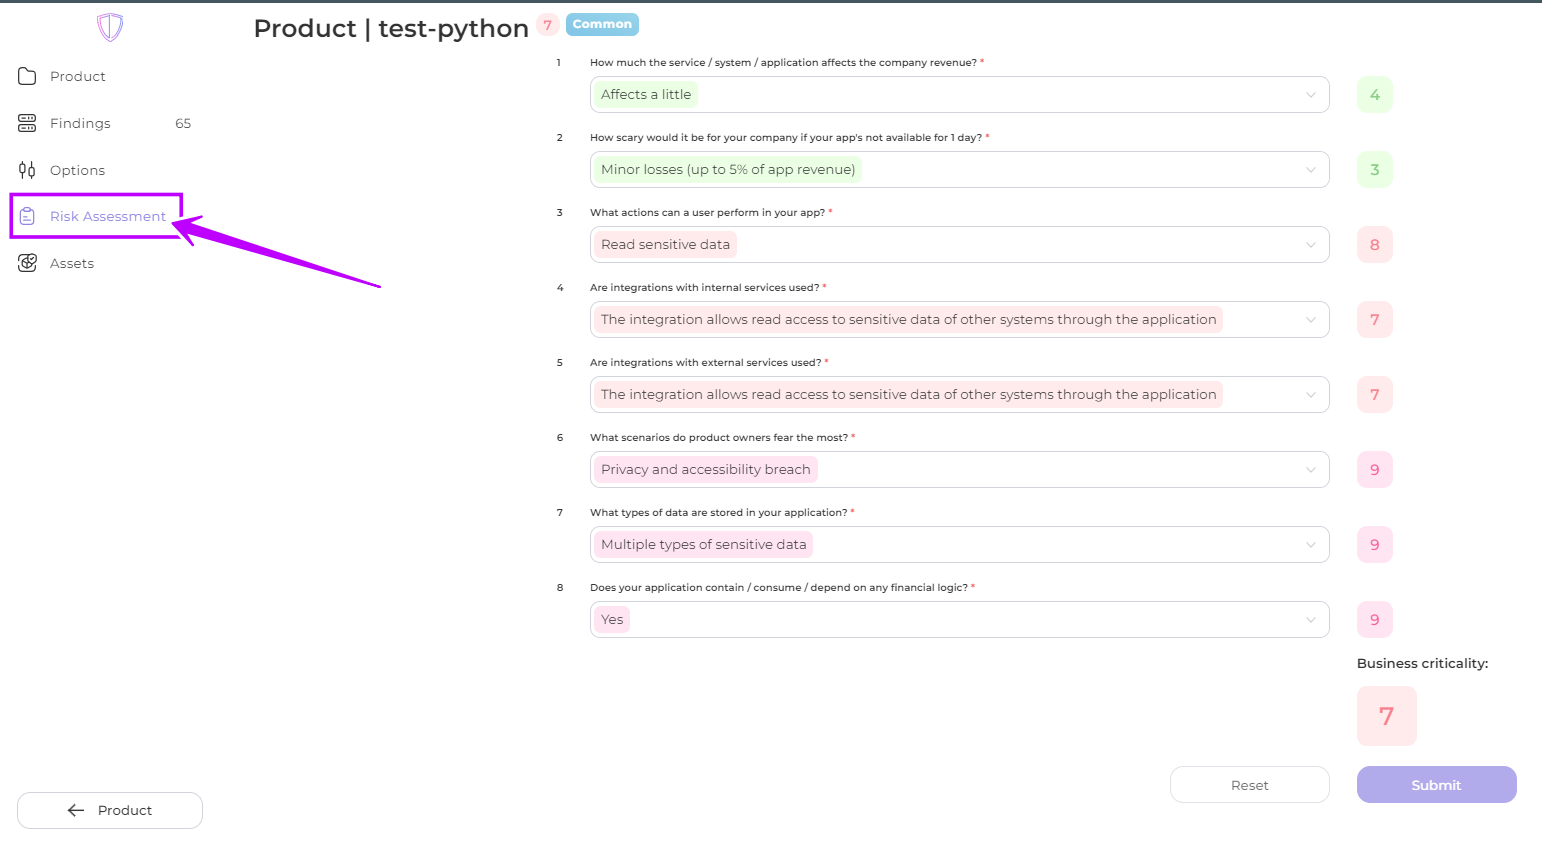 Product | test-python 7 Common
Product
Findings 65
Options
Risk Assessment
Assets
Product
1 How much the service / system / application affects the company revenue? *
Affects a little 4
2 How scary would it be for your company if your app's not available for 1 day? *
Minor losses (up to 5% of app revenue) 3
3 What actions can a user perform in your app? *
Read sensitive data 8
4 Are integrations with internal services used? *
The integration allows read access to sensitive data of other systems through the application 7
5 Are integrations with external services used? *
The integration allows read access to sensitive data of other systems through the application 7
6 What scenarios do product owners fear the most? *
Privacy and accessibility breach 9
7 What types of data are stored in your application? *
Multiple types of sensitive data 9
8 Does your application contain / consume / depend on any financial logic? *
Yes 9
Business criticality:
7
Reset Submit